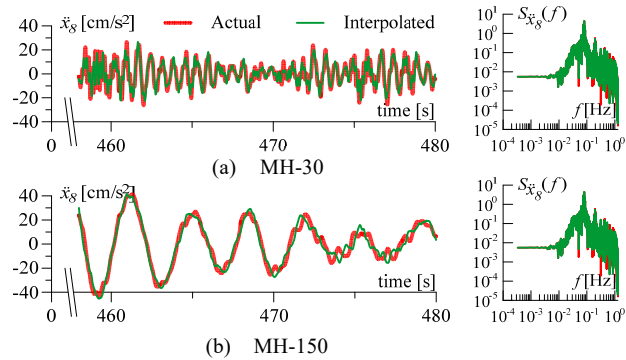 ẍ₈ [cm/s²] Actual Interpolated
40
20
0
-20
-40
time [s]
0 460 470 480
(a) MH-30
Sẍ₈(f)
10¹
10⁰
10⁻¹
10⁻²
10⁻³
10⁻⁴
10⁻⁵
f[Hz]
10⁻⁴ 10⁻³ 10⁻² 10⁻¹ 10⁰
ẍ₈ [cm/s²]
40
20
0
-20
-40
time [s]
0 460 470 480
(b) MH-150
Sẍ₈(f)
10¹
10⁰
10⁻¹
10⁻²
10⁻³
10⁻⁴
10⁻⁵
f[Hz]
10⁻⁴ 10⁻³ 10⁻² 10⁻¹ 10⁰